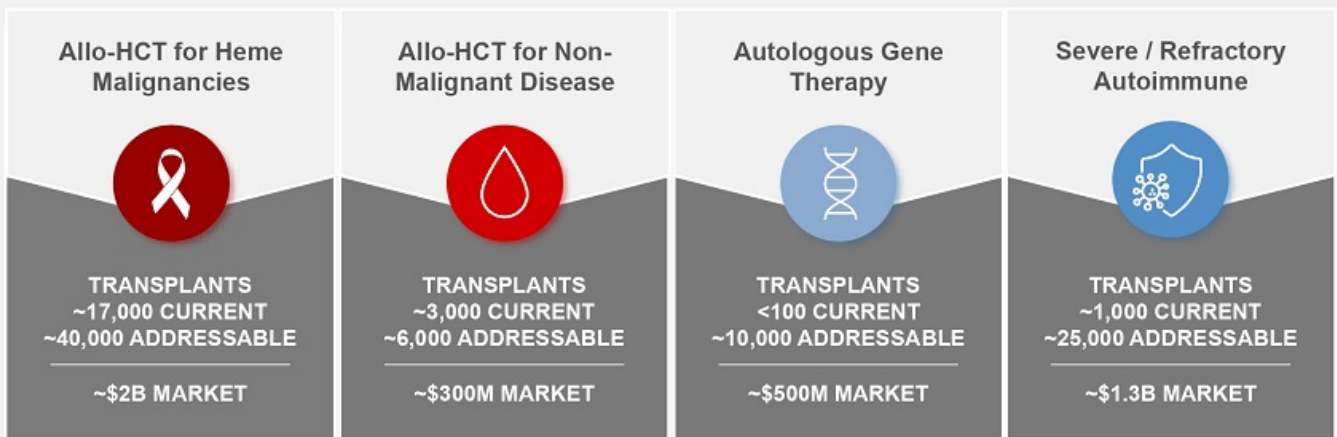 Allo-HCT for Heme
Malignancies
TRANSPLANTS
~17,000 CURRENT
~40,000 ADDRESSABLE
~$2B MARKET
Allo-HCT for Non-
Malignant Disease
TRANSPLANTS
~3,000 CURRENT
~6,000 ADDRESSABLE
~$300M MARKET
Autologous Gene
Therapy
TRANSPLANTS
<100 CURRENT
~10,000 ADDRESSABLE
~$500M MARKET
Severe / Refractory
Autoimmune
TRANSPLANTS
~1,000 CURRENT
~25,000 ADDRESSABLE
~$1.3B MARKET